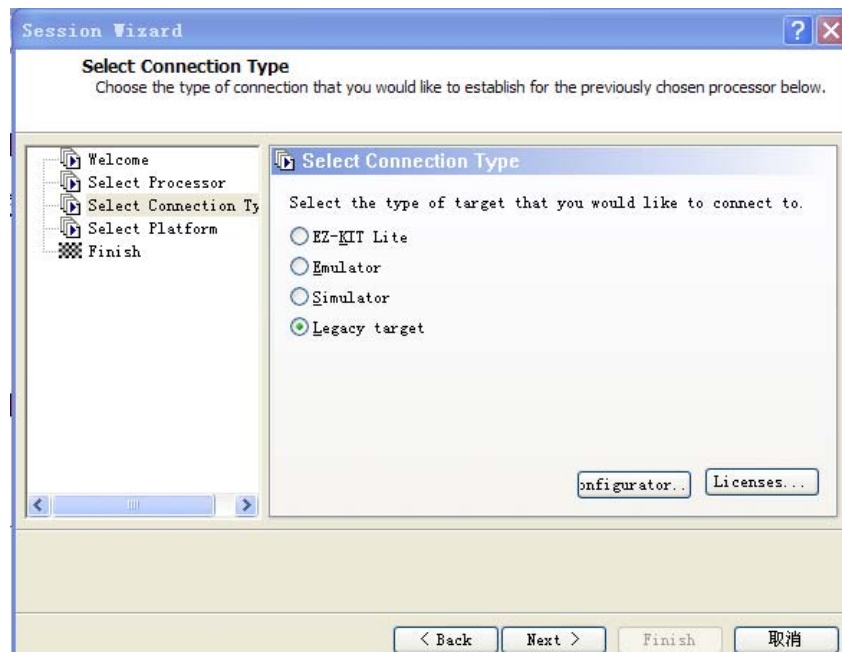 Session Wizard
Select Connection Type
Choose the type of connection that you would like to establish for the previously chosen processor below.
Welcome
Select Processor
Select Connection Ty
Select Platform
Finish
Select Connection Type
Select the type of target that you would like to connect to.
EZ-KIT Lite
Emulator
Simulator
Legacy target
onfigurator..
Licenses...
< Back
Next >
Finish
取消